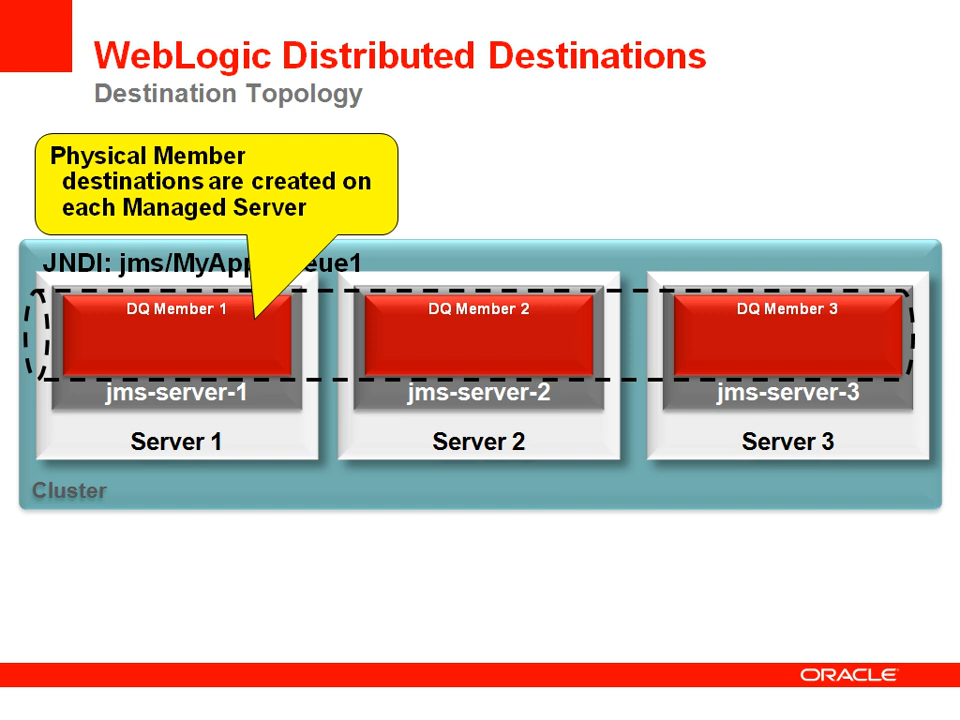 WebLogic Distributed Destinations
Destination Topology
Physical Member
destinations are created on
each Managed Server
JNDI: jms/MyApp eue1
DQ Member 1
DQ Member 2
DQ Member 3
jms-server-1
jms-server-2
jms-server-3
Server 1
Server 2
Server 3
Cluster
ORACLE